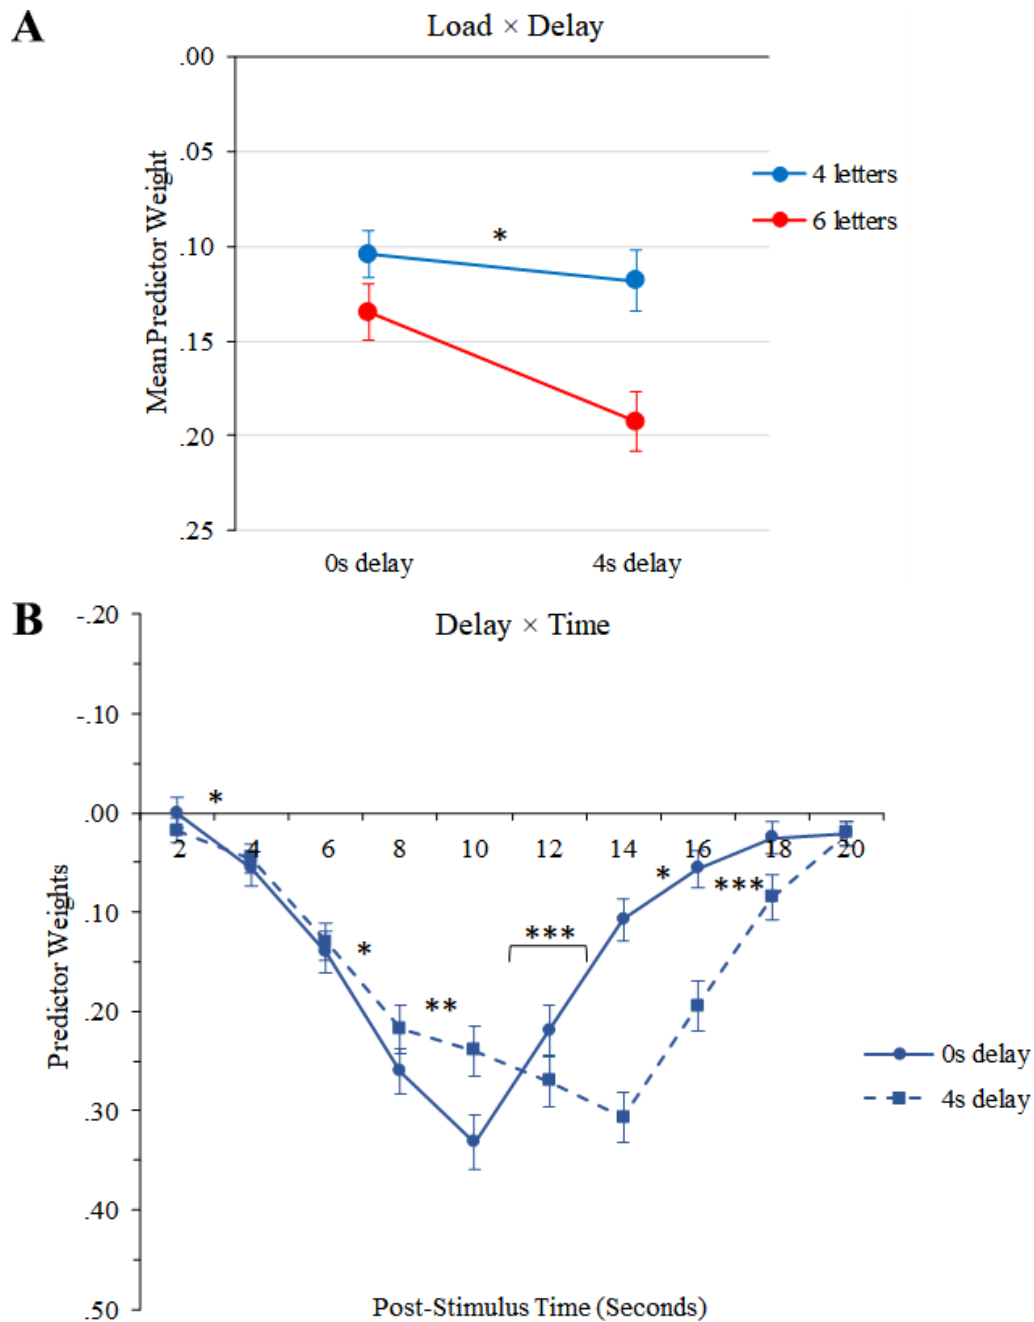 A
Load × Delay
.00
.05
.10
.15
.20
.25
Mean Predictor Weight
*
4 letters
6 letters
0s delay 4s delay
B
Delay × Time
-.20
-.10
.00
.10
.20
.30
.40
.50
Predictor Weights
*
2 4 6 8 10 12 14 16 18 20
*
**
***
*
***
0s delay
4s delay
Post-Stimulus Time (Seconds)